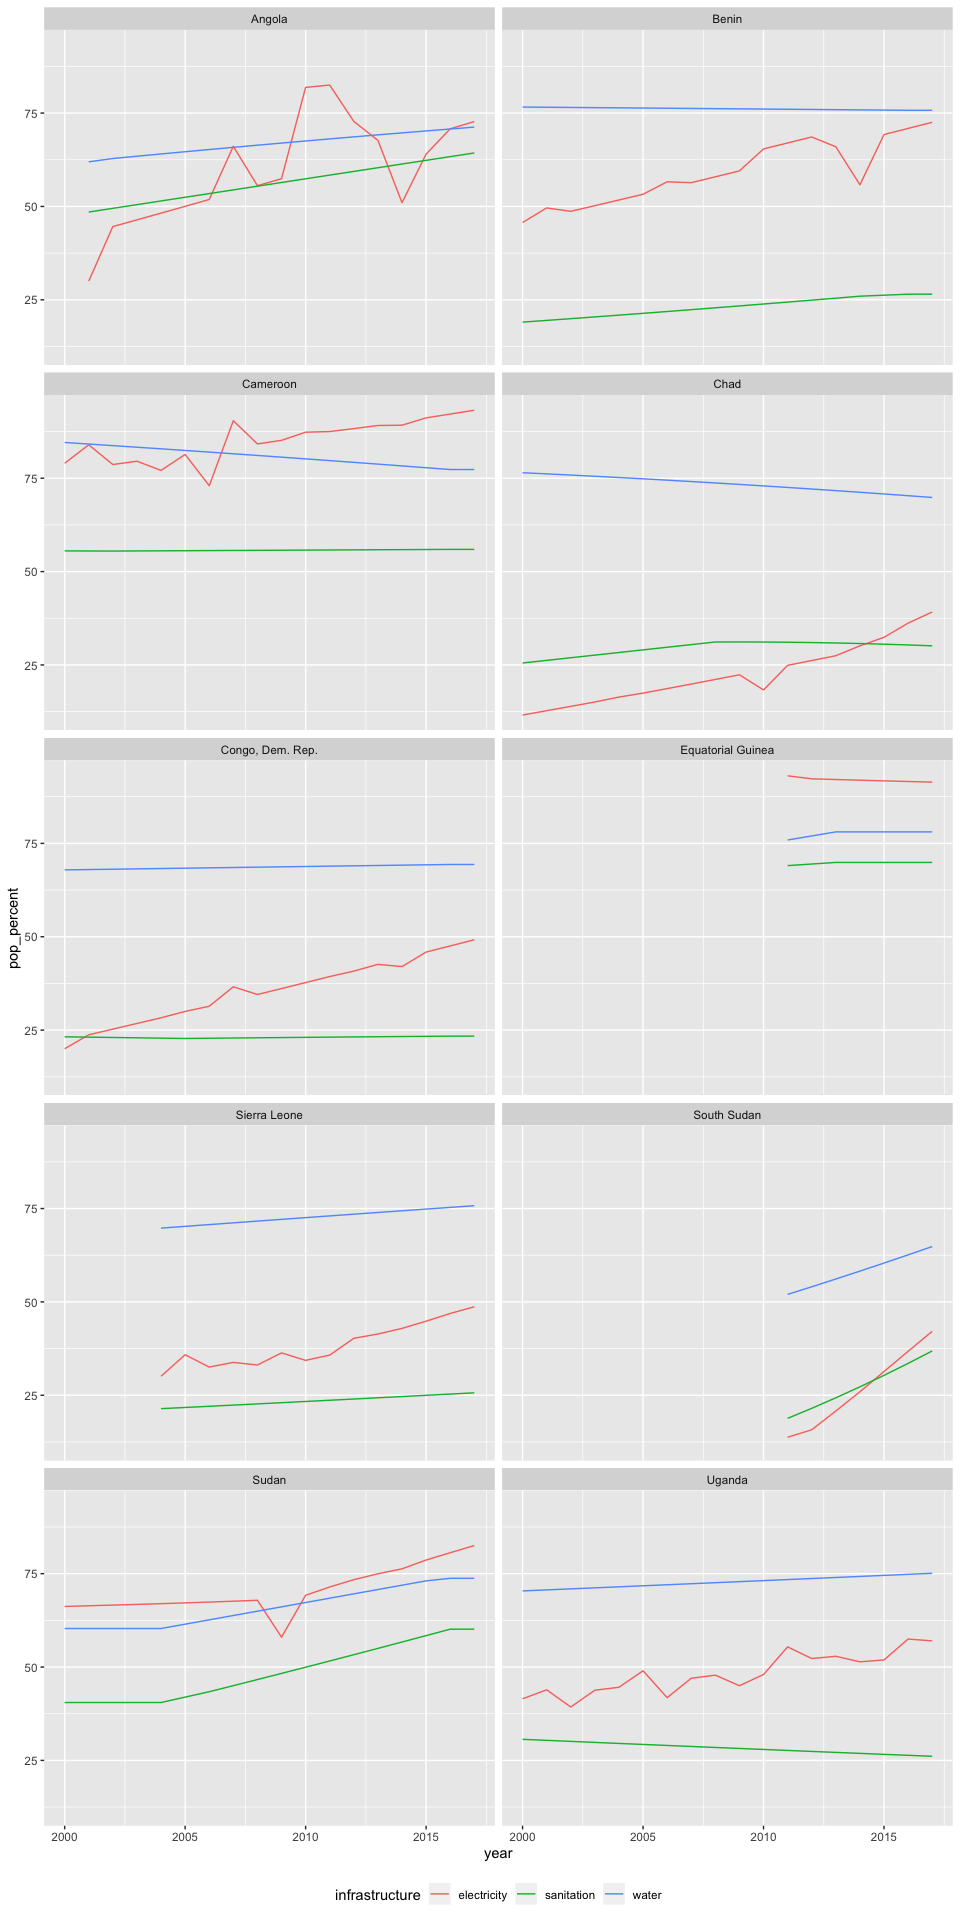 Angola
Benin
75
50
25
Cameroon
Chad
75
50
25
Congo, Dem. Rep.
Equatorial Guinea
75
50
25
Sierra Leone
South Sudan
75
50
25
Sudan
Uganda
75
50
25
pop_percent
2000 2005 2010 2015 2000 2005 2010 2015
year
infrastructure electricity sanitation water